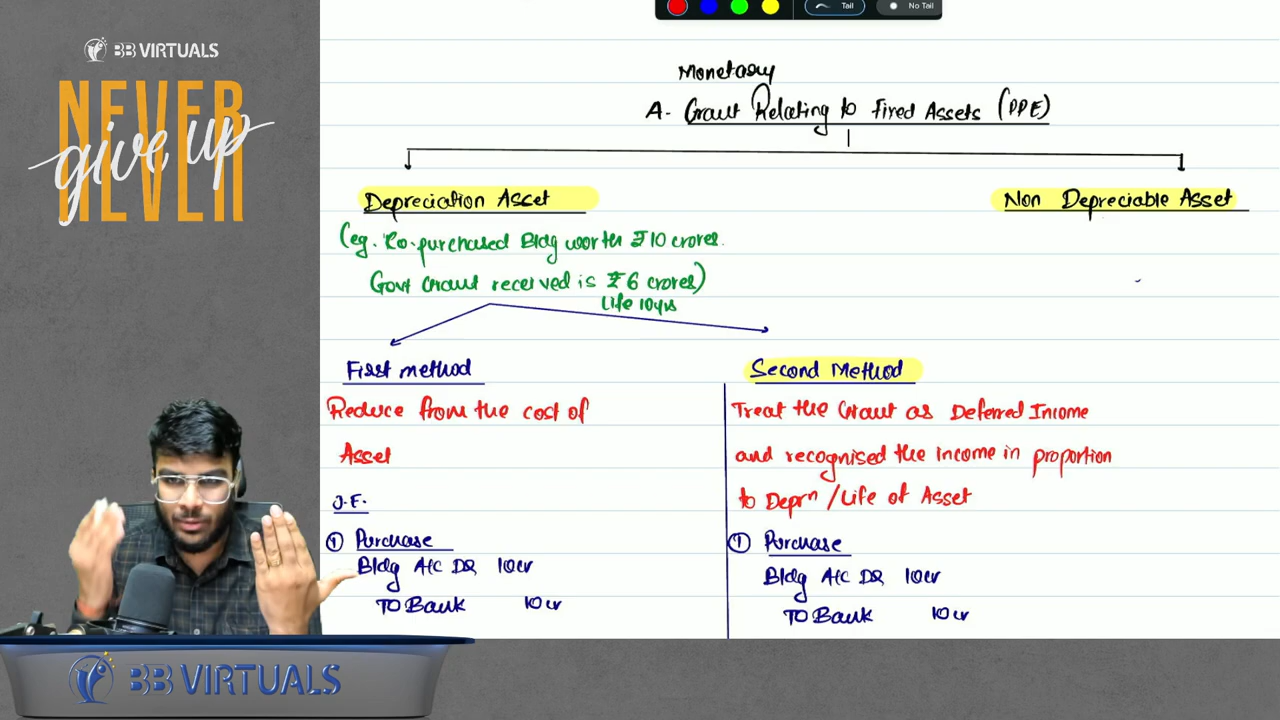 BB VIRTUALS
NEVER
give up
NEVER
Tail
No Tail
Monetary
A. Grant Relating to Fixed Assets (PPE)
Depreciation Asset
Non Depreciable Asset
(eg. Co. purchased Bldg worth ₹10 crores.
Govt Grant received is ₹6 crores)
Life 10yrs
First method
Reduce from the cost of
Asset
J.E.
① Purchase
Bldg A/c DR 10cr
TO Bank 10cr
Second Method
Treat the Grant as Deferred Income
and recognised the income in proportion
to Deprn/Life of Asset
① Purchase
Bldg A/c DR 10cr
TO Bank 10cr
BB VIRTUALS